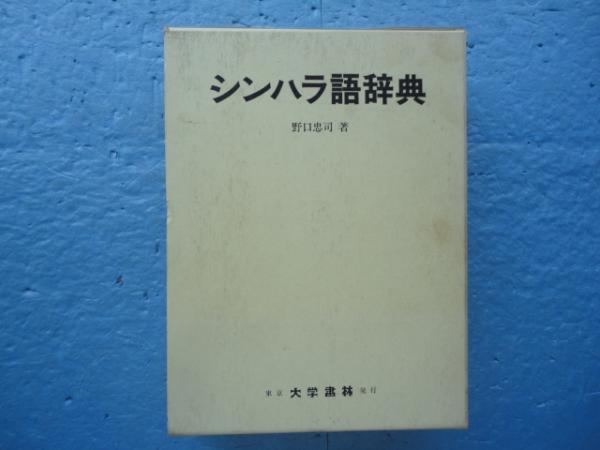 シンハラ語辞典
野口忠司 著
東京 大学書林 発行